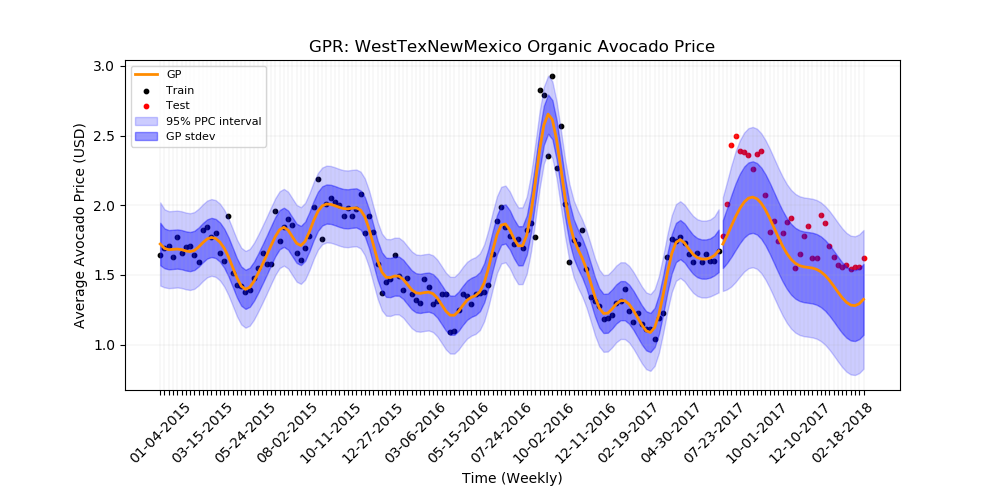 GPR: WestTexNewMexico Organic Avocado Price
3.0
2.5
2.0
1.5
1.0
Average Avocado Price (USD)
GP
Train
Test
95% PPC interval
GP stdev
01-04-2015
03-15-2015
05-24-2015
08-02-2015
10-11-2015
12-27-2015
03-06-2016
05-15-2016
07-24-2016
10-02-2016
12-11-2016
02-19-2017
04-30-2017
07-23-2017
10-01-2017
12-10-2017
02-18-2018
Time (Weekly)